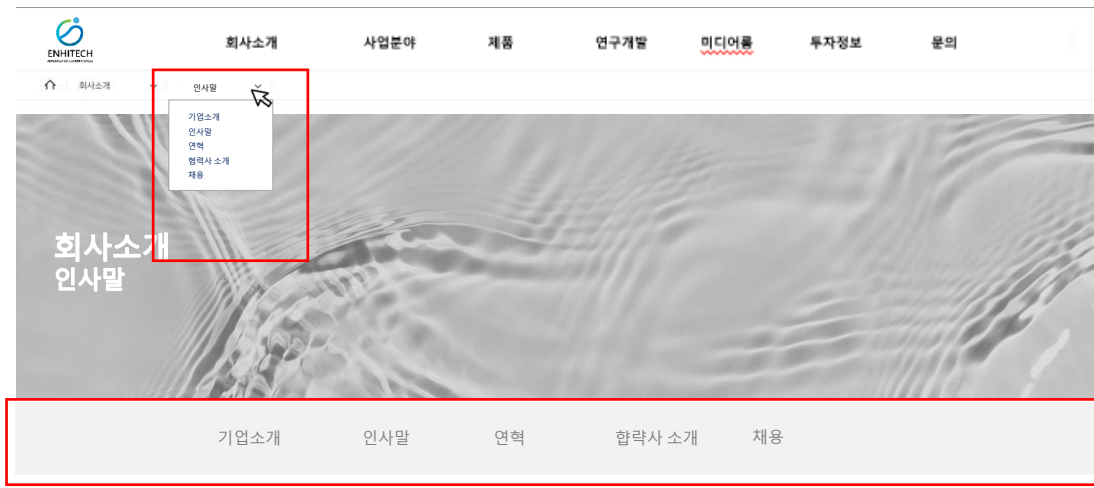 ENHITECH
회사소개 사업분야 제품 연구개발 미디어룸 투자정보 문의
회사소개 인사말
기업소개
인사말
연혁
협력사 소개
채용
회사소개
인사말
기업소개 인사말 연혁 햡략사 소개 채용